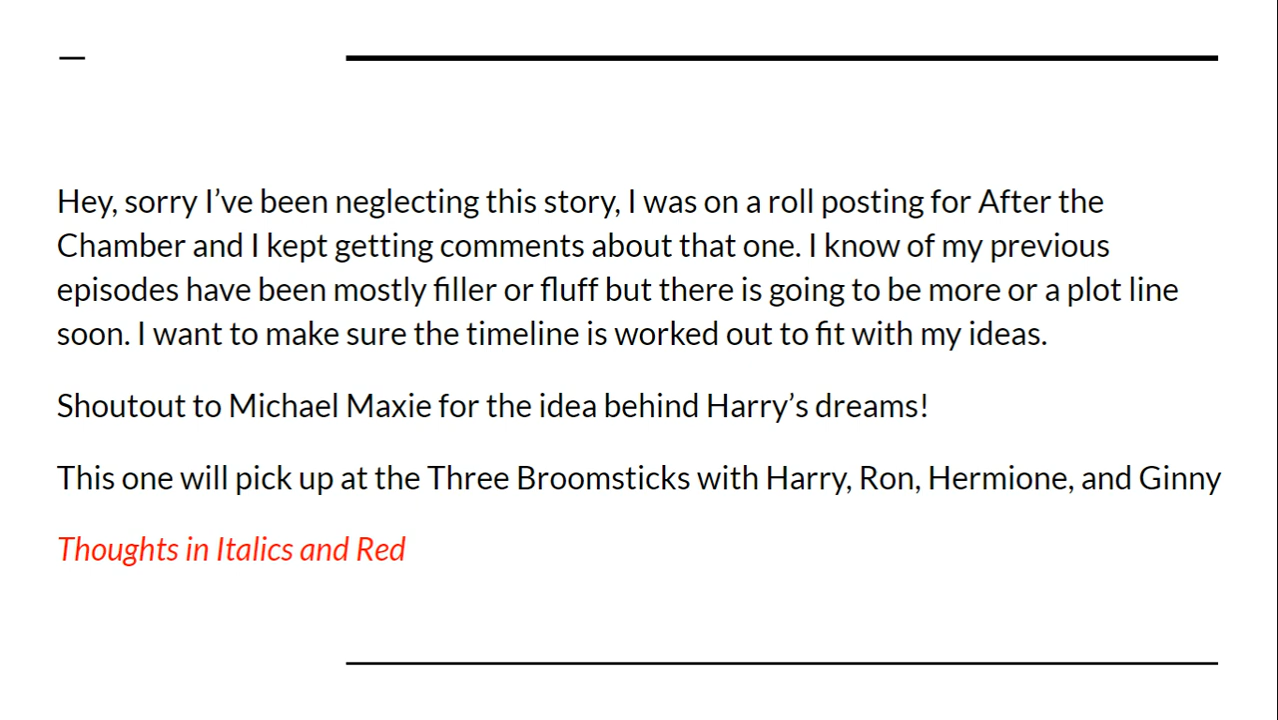 Hey, sorry I’ve been neglecting this story, I was on a roll posting for After the
Chamber and I kept getting comments about that one. I know of my previous
episodes have been mostly filler or fluff but there is going to be more or a plot line
soon. I want to make sure the timeline is worked out to fit with my ideas.
Shoutout to Michael Maxie for the idea behind Harry’s dreams!
This one will pick up at the Three Broomsticks with Harry, Ron, Hermione, and Ginny
Thoughts in Italics and Red